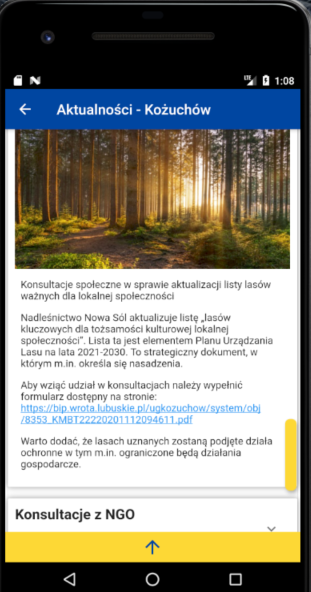 1:08
Aktualności - Kożuchów
Konsultacje społeczne w sprawie aktualizacji listy lasów
ważnych dla lokalnej społeczności
Nadleśnictwo Nowa Sól aktualizuje listę „lasów
kluczowych dla tożsamości kulturowej lokalnej
społeczności”. Lista ta jest elementem Planu Urządzania
Lasu na lata 2021-2030. To strategiczny dokument, w
którym m.in. określa się nasadzenia.
Aby wziąć udział w konsultacjach należy wypełnić
formularz dostępny na stronie:
https://bip.wrota.lubuskie.pl/ugkozuchow/system/obj
/8353_KMBT22220201112094611.pdf
Warto dodać, że lasach uznanych zostaną podjęte działa
ochronne w tym m.in. ograniczone będą działania
gospodarcze.
Konsultacje z NGO